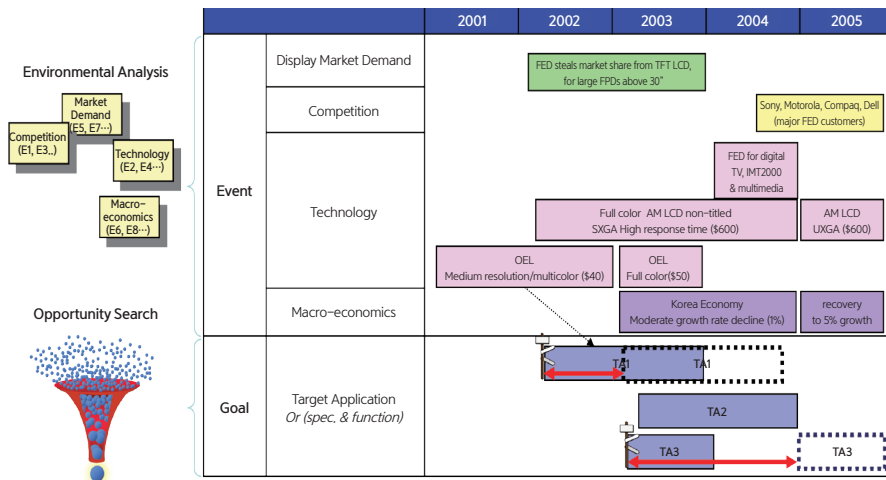 2001 2002 2003 2004 2005
Environmental Analysis
Market
Demand
(E5, E7…)
Competition
(E1, E3..)
Technology
(E2, E4…)
Macro-
economics
(E6, E8…)
Opportunity Search
Event
Display Market Demand
FED steals market share from TFT LCD,
for large FPDs above 30"
Competition
Sony, Motorola, Compaq, Dell
(major FED customers)
Technology
FED for digital
TV, IMT2000
& multimedia
Full color AM LCD non-titled
SXGA High response time ($600)
AM LCD
UXGA ($600)
OEL
Medium resolution/multicolor ($40)
OEL
Full color($50)
Macro-economics
Korea Economy
Moderate growth rate decline (1%)
recovery
to 5% growth
Goal
Target Application
Or (spec. & function)
TA1 TA1
TA2
TA3 TA3